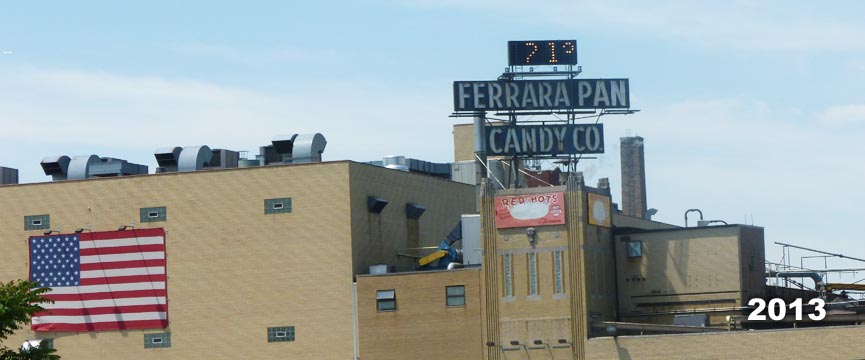 71°
FERRARA PAN
CANDY CO.
RED HOTS
2013